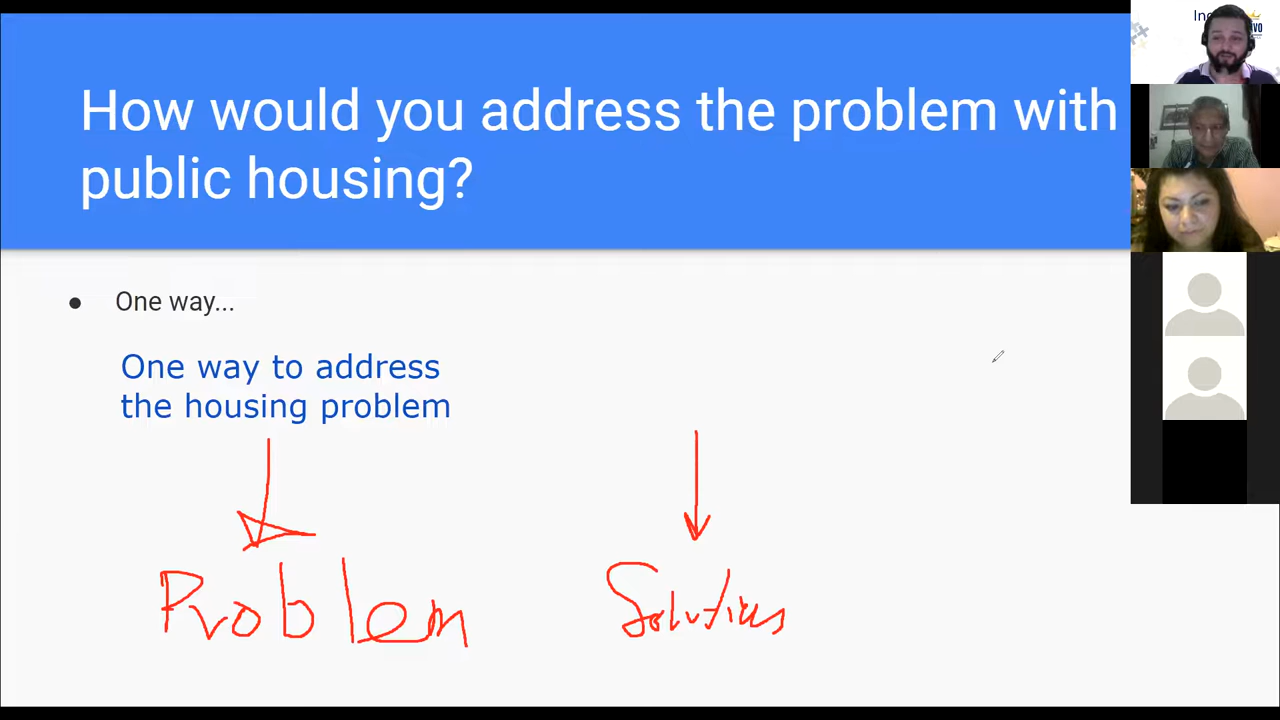 How would you address the problem with
public housing?
One way...
One way to address
the housing problem
Problem
Solutions